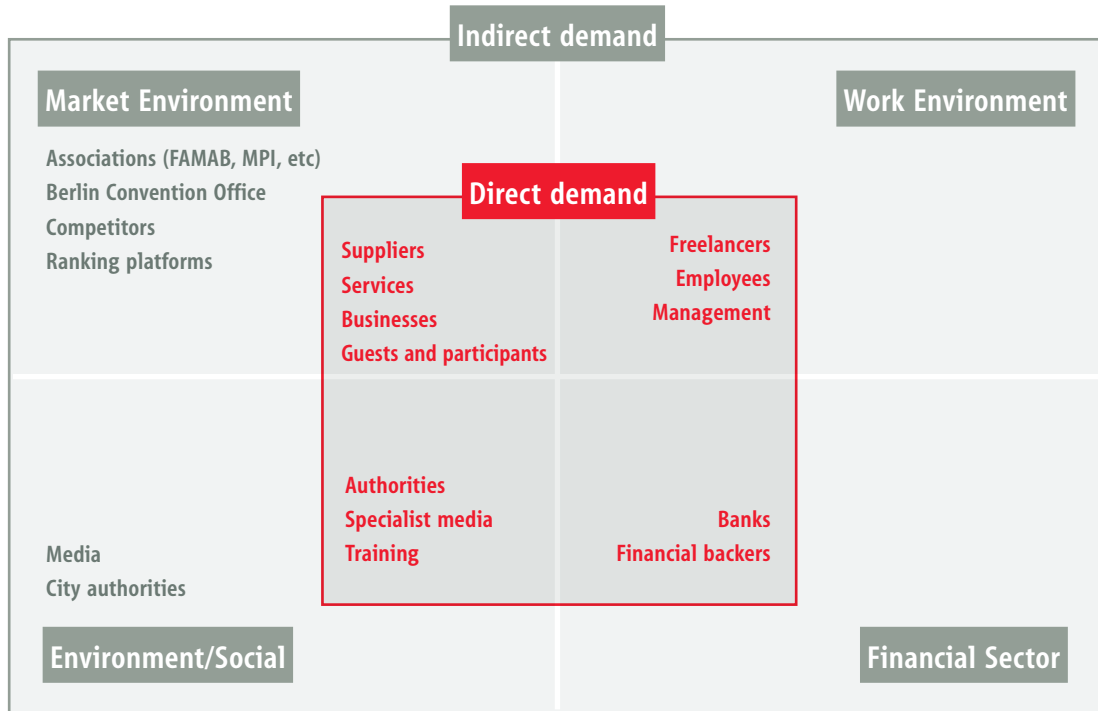 Indirect demand
Market Environment
Work Environment
Associations (FAMAB, MPI, etc)
Berlin Convention Office
Competitors
Ranking platforms
Direct demand
Suppliers
Services
Businesses
Guests and participants
Freelancers
Employees
Management
Authorities
Specialist media
Training
Banks
Financial backers
Media
City authorities
Environment/Social
Financial Sector